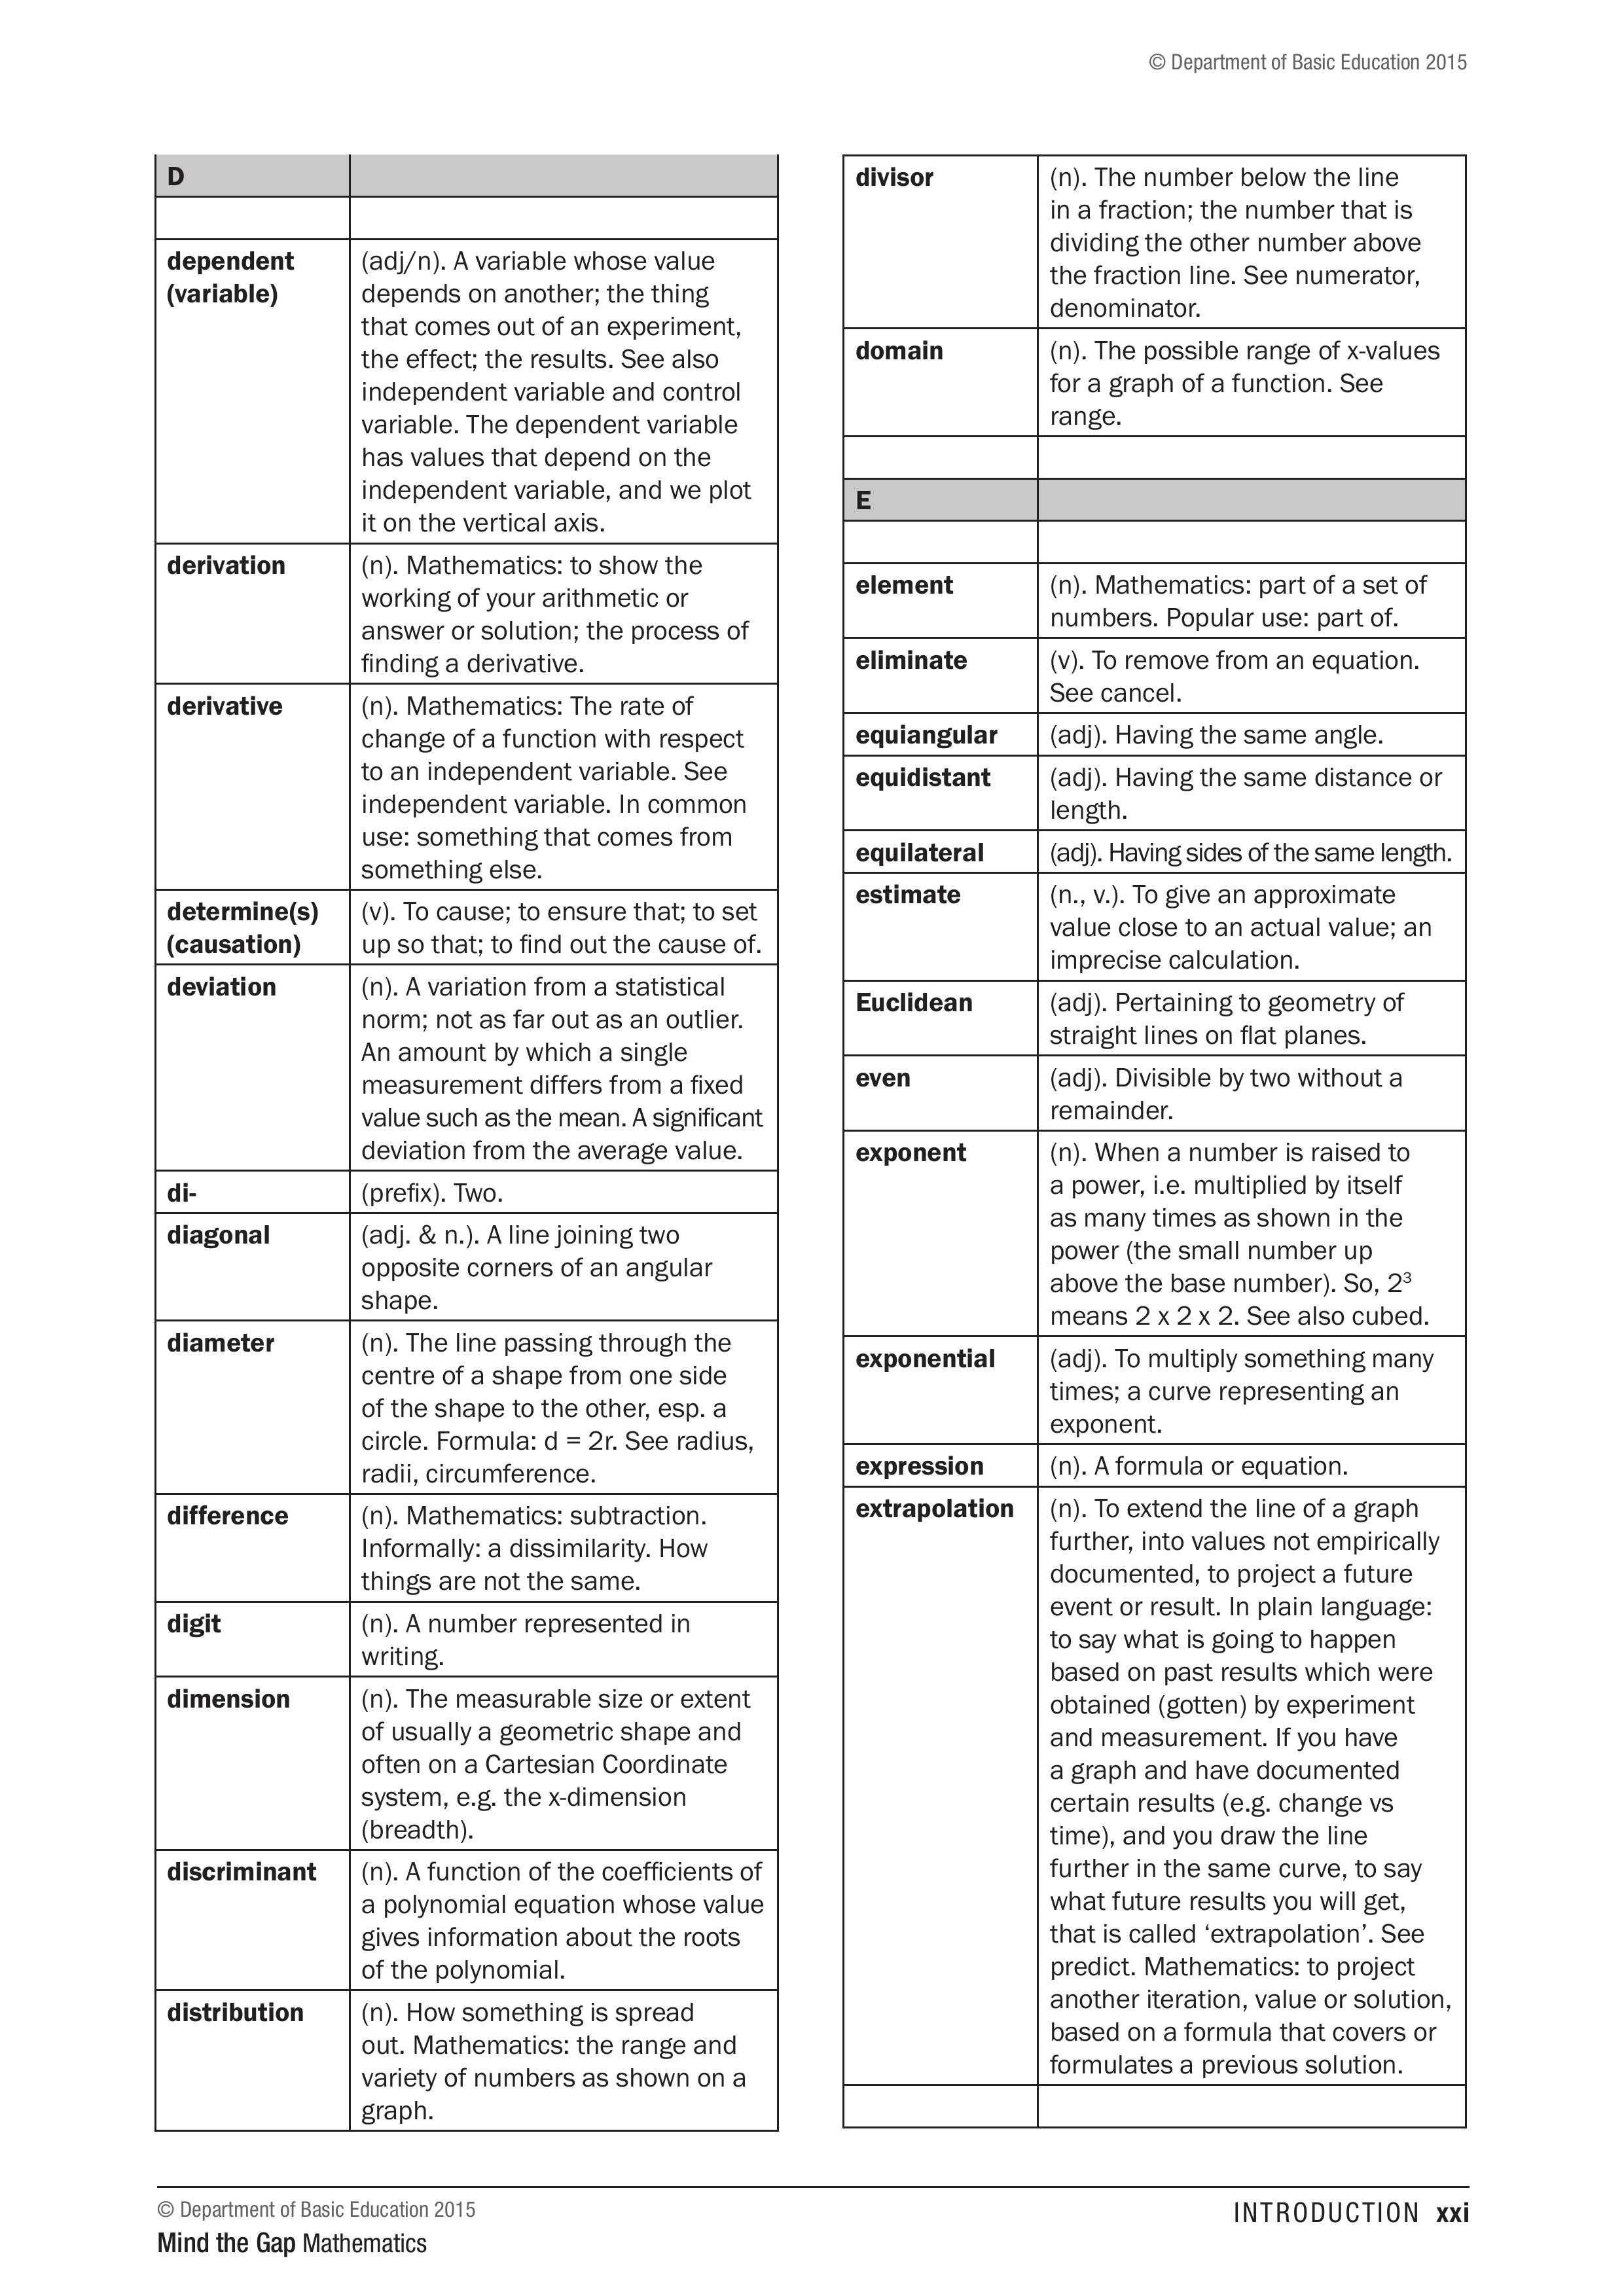 © Department of Basic Education 2015
D
dependent
(variable)
(adj/n). A variable whose value
depends on another; the thing
that comes out of an experiment,
the effect; the results. See also
independent variable and control
variable. The dependent variable
has values that depend on the
independent variable, and we plot
it on the vertical axis.
derivation
(n). Mathematics: to show the
working of your arithmetic or
answer or solution; the process of
finding a derivative.
derivative
(n). Mathematics: The rate of
change of a function with respect
to an independent variable. See
independent variable. In common
use: something that comes from
something else.
determine(s)
(causation)
(v). To cause; to ensure that; to set
up so that; to find out the cause of.
deviation
(n). A variation from a statistical
norm; not as far out as an outlier.
An amount by which a single
measurement differs from a fixed
value such as the mean. A significant
deviation from the average value.
di-
(prefix). Two.
diagonal
(adj. & n.). A line joining two
opposite corners of an angular
shape.
diameter
(n). The line passing through the
centre of a shape from one side
of the shape to the other, esp. a
circle. Formula: d = 2r. See radius,
radii, circumference.
difference
(n). Mathematics: subtraction.
Informally: a dissimilarity. How
things are not the same.
digit
(n). A number represented in
writing.
dimension
(n). The measurable size or extent
of usually a geometric shape and
often on a Cartesian Coordinate
system, e.g. the x-dimension
(breadth).
discriminant
(n). A function of the coefficients of
a polynomial equation whose value
gives information about the roots
of the polynomial.
distribution
(n). How something is spread
out. Mathematics: the range and
variety of numbers as shown on a
graph.
divisor
(n). The number below the line
in a fraction; the number that is
dividing the other number above
the fraction line. See numerator,
denominator.
domain
(n). The possible range of x-values
for a graph of a function. See
range.
E
element
(n). Mathematics: part of a set of
numbers. Popular use: part of.
eliminate
(v). To remove from an equation.
See cancel.
equiangular
(adj). Having the same angle.
equidistant
(adj). Having the same distance or
length.
equilateral
(adj). Having sides of the same length.
estimate
(n., v.). To give an approximate
value close to an actual value; an
imprecise calculation.
Euclidean
(adj). Pertaining to geometry of
straight lines on flat planes.
even
(adj). Divisible by two without a
remainder.
exponent
(n). When a number is raised to
a power, i.e. multiplied by itself
as many times as shown in the
power (the small number up
above the base number). So, 2³
means 2 x 2 x 2. See also cubed.
exponential
(adj). To multiply something many
times; a curve representing an
exponent.
expression
(n). A formula or equation.
extrapolation
(n). To extend the line of a graph
further, into values not empirically
documented, to project a future
event or result. In plain language:
to say what is going to happen
based on past results which were
obtained (gotten) by experiment
and measurement. If you have
a graph and have documented
certain results (e.g. change vs
time), and you draw the line
further in the same curve, to say
what future results you will get,
that is called ‘extrapolation’. See
predict. Mathematics: to project
another iteration, value or solution,
based on a formula that covers or
formulates a previous solution.
© Department of Basic Education 2015
Mind the Gap Mathematics
INTRODUCTION xxi